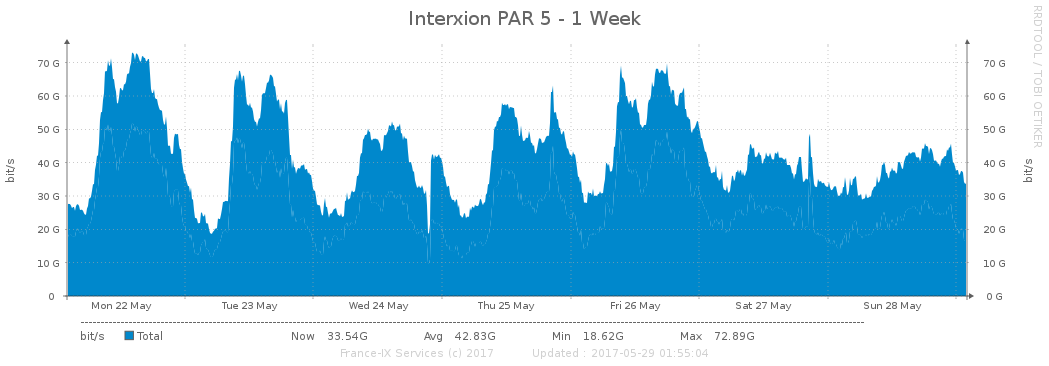 Interxion PAR 5 - 1 Week
RRDTOOL / TOBI OETIKER
bit/s
70 G 70 G
60 G 60 G
50 G 50 G
40 G 40 G
30 G 30 G
20 G 20 G
10 G 10 G
0 0 G
bit/s
Mon 22 May Tue 23 May Wed 24 May Thu 25 May Fri 26 May Sat 27 May Sun 28 May
bit/s Total Now 33.54G Avg 42.83G Min 18.62G Max 72.89G
France-IX Services (c) 2017 Updated : 2017-05-29 01:55:04